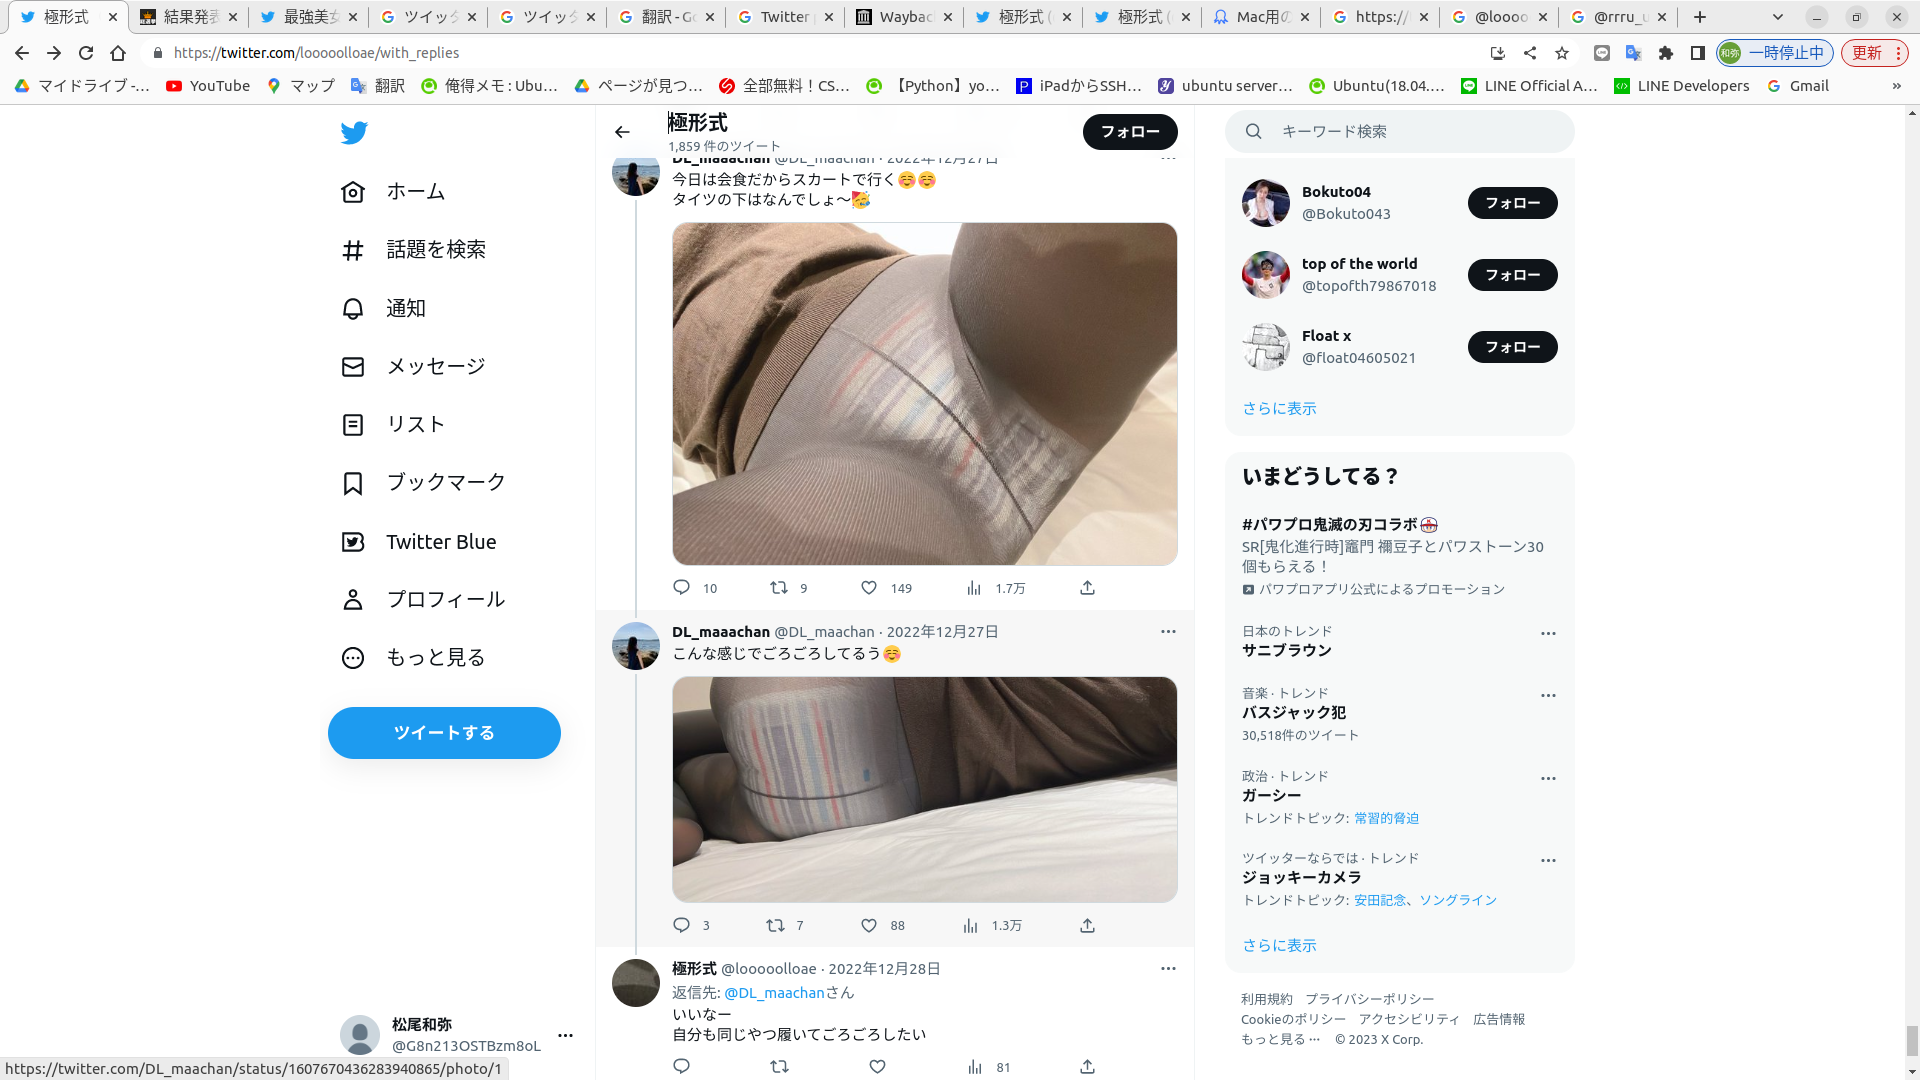 極形式
結果発表
最強美女
ツイッタ
ツイッタ
翻訳 - Go
Twitter
Wayba
極形式 (
極形式 (
Mac用の
https://
@loooo
@rrru_u
https://twitter.com/looooolloae/with_replies
和弥 一時停止中
更新
マイドライブ -...
YouTube
マップ
翻訳
俺得メモ : Ubu...
ページが見つ...
全部無料！CS...
【Python】yo...
iPadからSSH...
ubuntu server...
Ubuntu(18.04....
LINE Official A...
LINE Developers
Gmail
»
ホーム
話題を検索
通知
メッセージ
リスト
ブックマーク
Twitter Blue
プロフィール
もっと見る
ツイートする
松尾和弥
@G8n213OSTBzm8oL
https://twitter.com/DL_maachan/status/1607670436283940865/photo/1
極形式
1,859 件のツイート
フォロー
DL_maaachan @DL_maachan · 2022年12月27日
今日は会食だからスカートで行く☺️☺️
タイツの下はなんでしょ〜🥳
10 9 149 1.7万
DL_maaachan @DL_maachan · 2022年12月27日
こんな感じでごろごろしてるう☺️
3 7 88 1.3万
極形式 @looooolloae · 2022年12月28日
返信先: @DL_maachanさん
いいなー
自分も同じやつ履いてごろごろしたい
81
キーワード検索
Bokuto04
@Bokuto043
フォロー
top of the world
@topofth79867018
フォロー
Float x
@float04605021
フォロー
さらに表示
いまどうしてる？
#パワプロ鬼滅の刃コラボ
SR[鬼化進行時]竈門 禰豆子とパワストーン30
個もらえる！
パワプロアプリ公式によるプロモーション
日本のトレンド
サニブラウン
音楽 · トレンド
バスジャック犯
30,518件のツイート
政治 · トレンド
ガーシー
トレンドトピック: 常習的脅迫
ツイッターならでは · トレンド
ジョッキーカメラ
トレンドトピック: 安田記念、ソングライン
さらに表示
利用規約 プライバシーポリシー
Cookieのポリシー アクセシビリティ 広告情報
もっと見る ··· © 2023 X Corp.